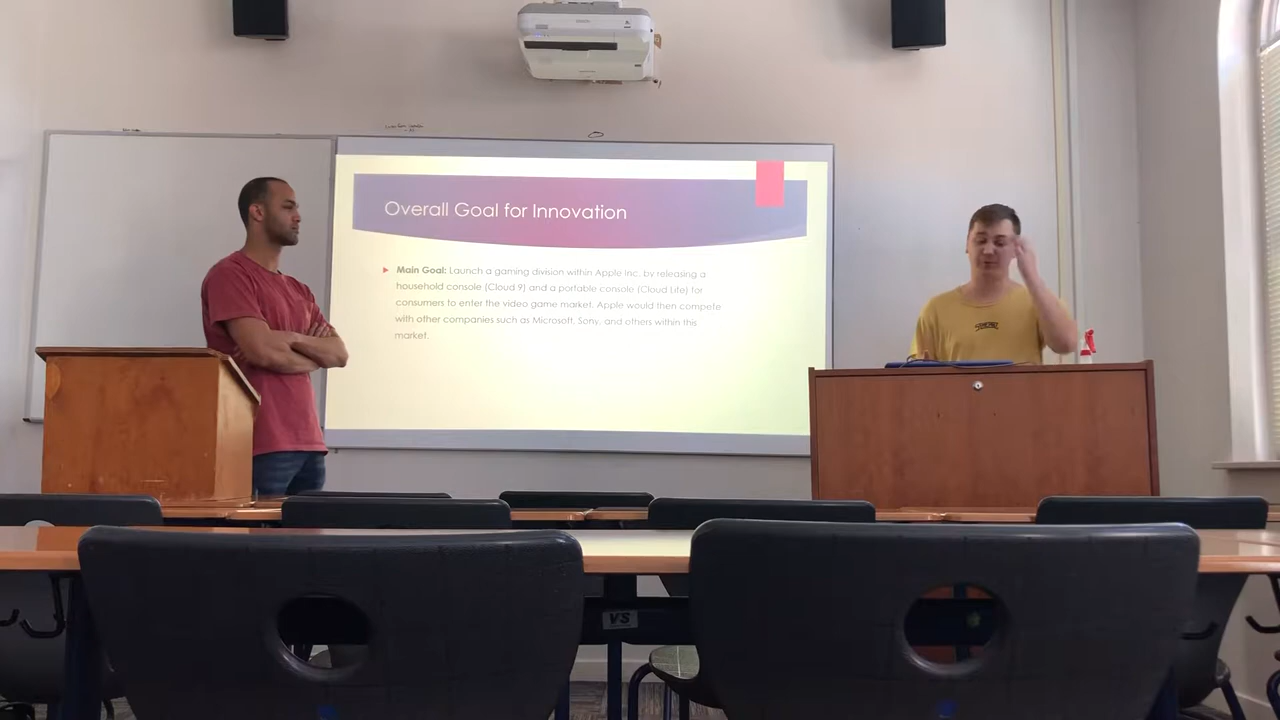 Overall Goal for Innovation
Main Goal: Launch a gaming division within Apple Inc. by releasing a
household console (Cloud 9) and a portable console (Cloud Lite) for
consumers to enter the video game market. Apple would then compete
with other companies such as Microsoft, Sony, and others within this
market.
VS